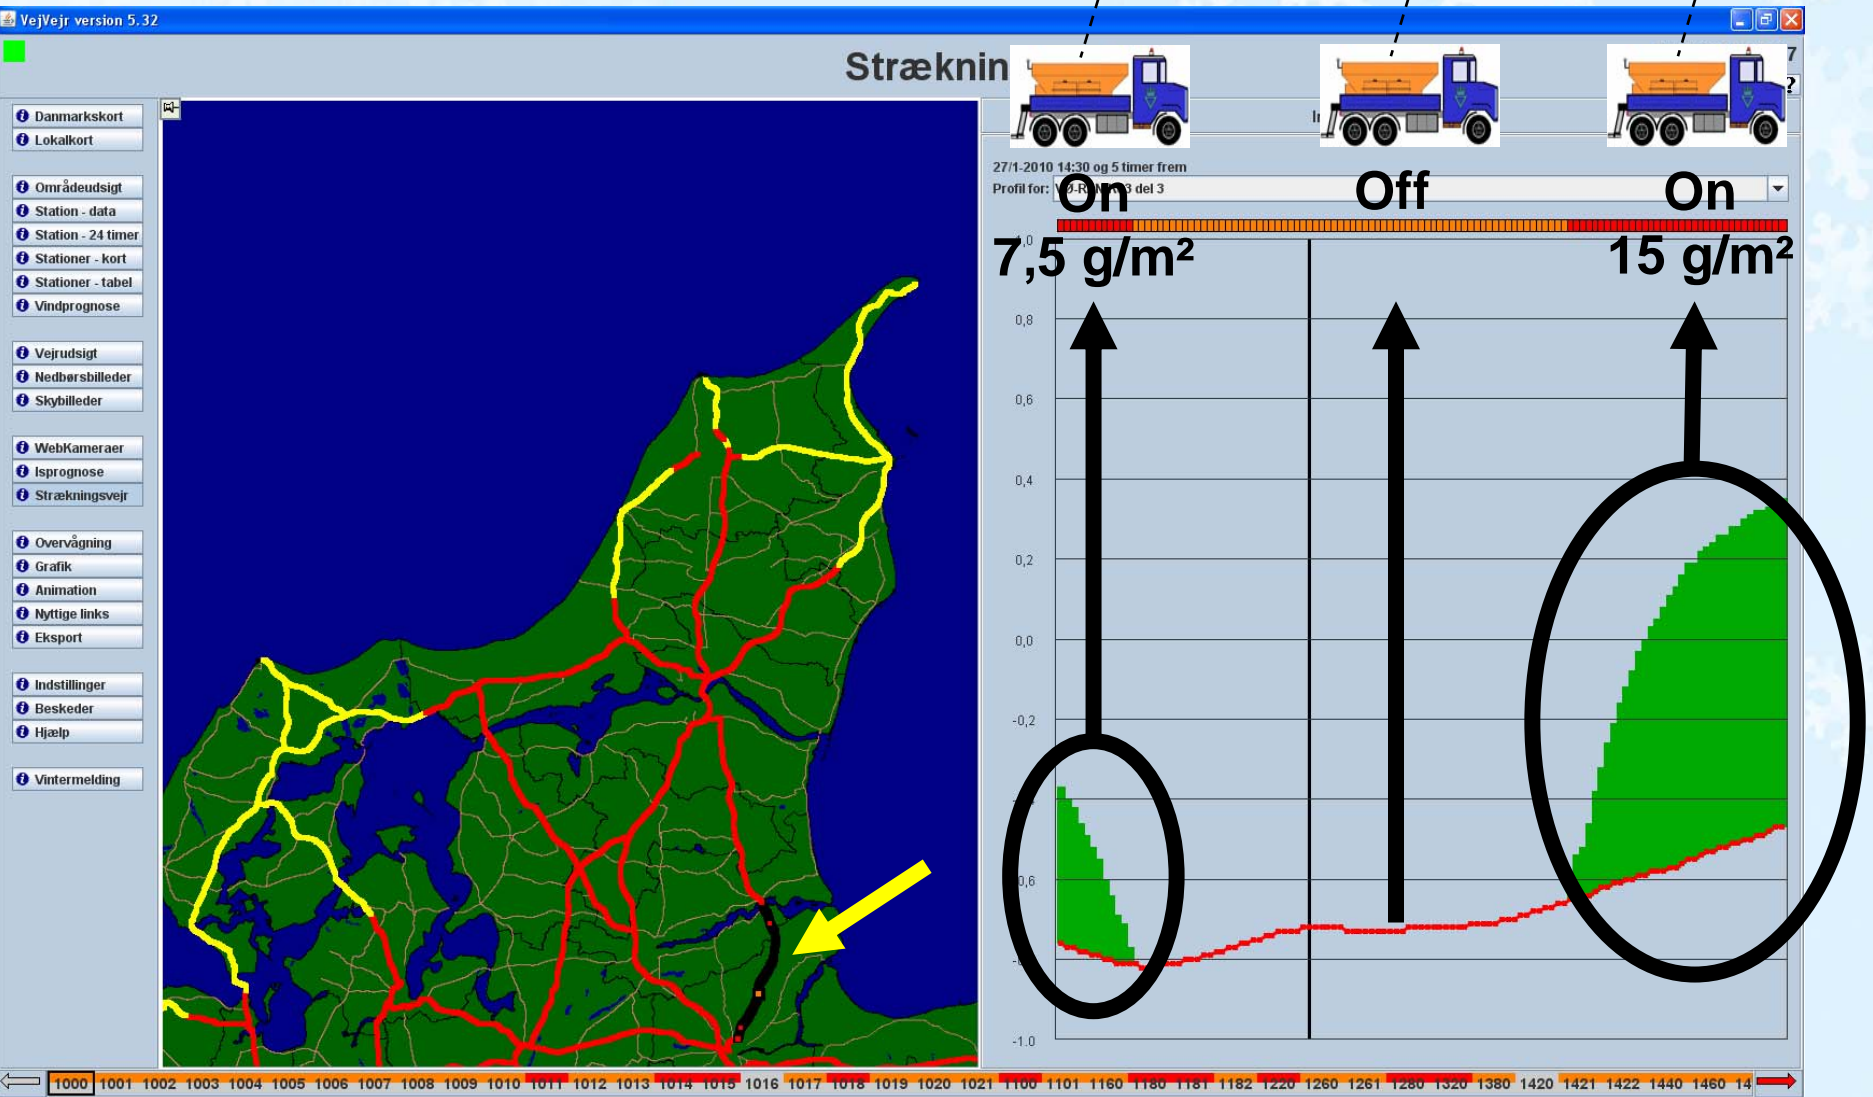 VejVejr version 5.32
Stræknin
7
?
Danmarkskort
Lokalkort
Områdeudsigt
Station - data
Station - 24 timer
Stationer - kort
Stationer - tabel
Vindprognose
Vejrudsigt
Nedbørsbilleder
Skybilleder
WebKameraer
Isprognose
Strækningsvejr
Overvågning
Grafik
Animation
Nyttige links
Eksport
Indstillinger
Beskeder
Hjælp
Vintermelding
27/1-2010 14:30 og 5 timer frem
Profil for: del 3
On Off On
7,5 g/m² 15 g/m²
0,8
0,6
0,4
0,2
0,0
-0,2
-1.0
1000 1001 1002 1003 1004 1005 1006 1007 1008 1009 1010 1011 1012 1013 1014 1015 1016 1017 1018 1019 1020 1021 1100 1101 1160 1180 1181 1182 1220 1260 1261 1280 1320 1380 1420 1421 1422 1440 1460 14